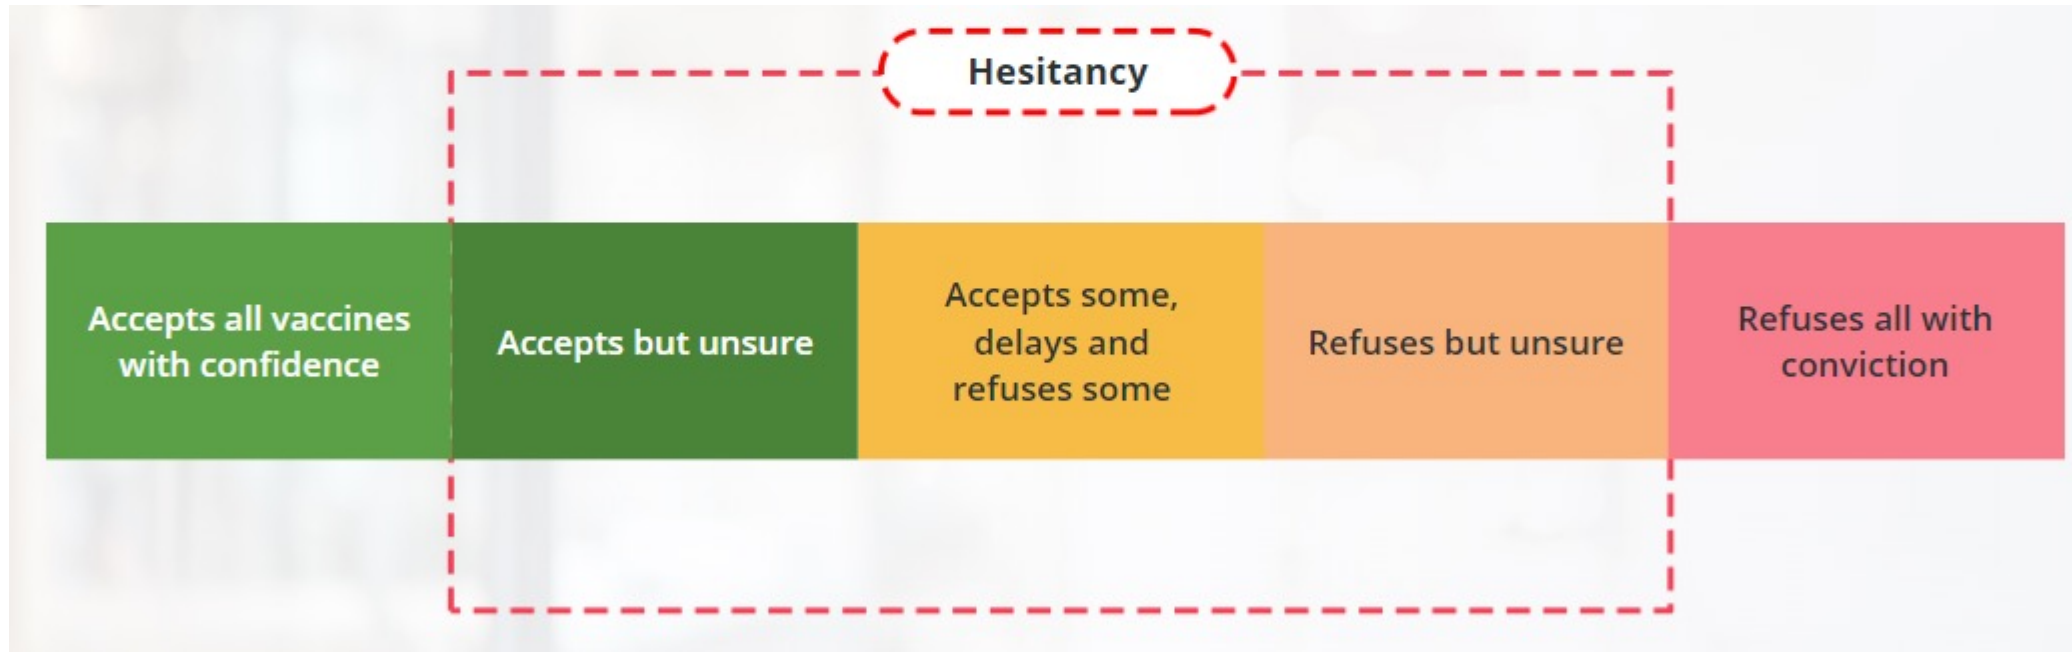 Hesitancy
Accepts all vaccines
with confidence
Accepts but unsure
Accepts some,
delays and
refuses some
Refuses but unsure
Refuses all with
conviction